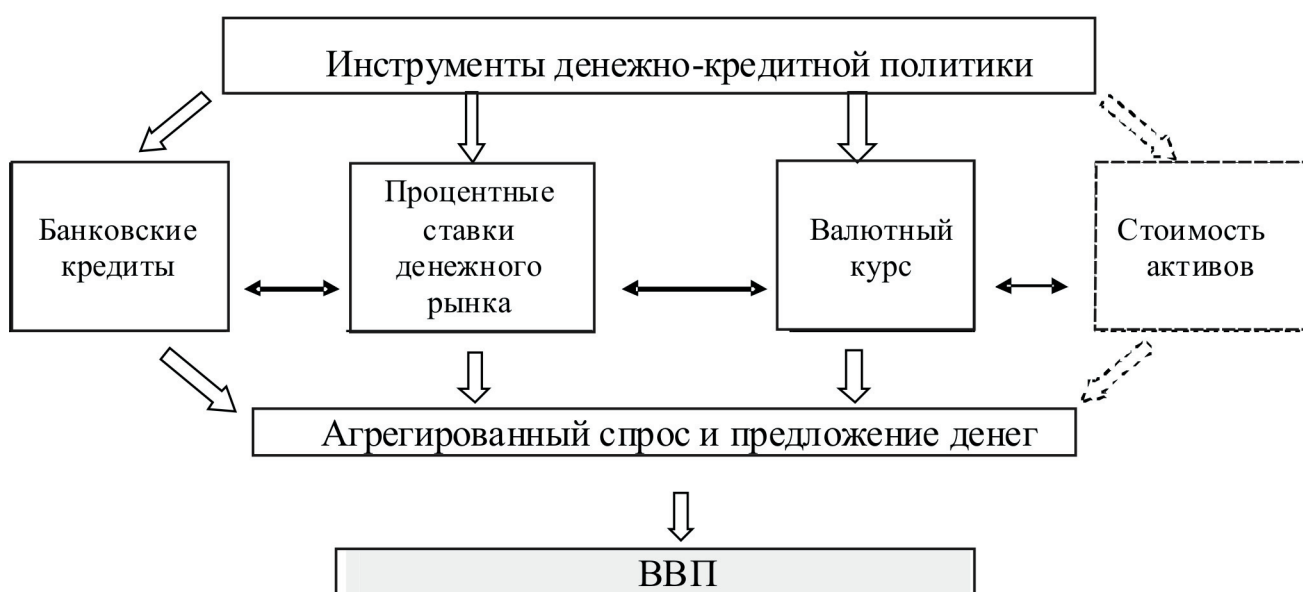 Инструменты денежно-кредитной политики
Банковские
кредиты
Процентные
ставки
денежного
рынка
Валютный
курс
Стоимость
активов
Агрегированный спрос и предложение денег
ВВП